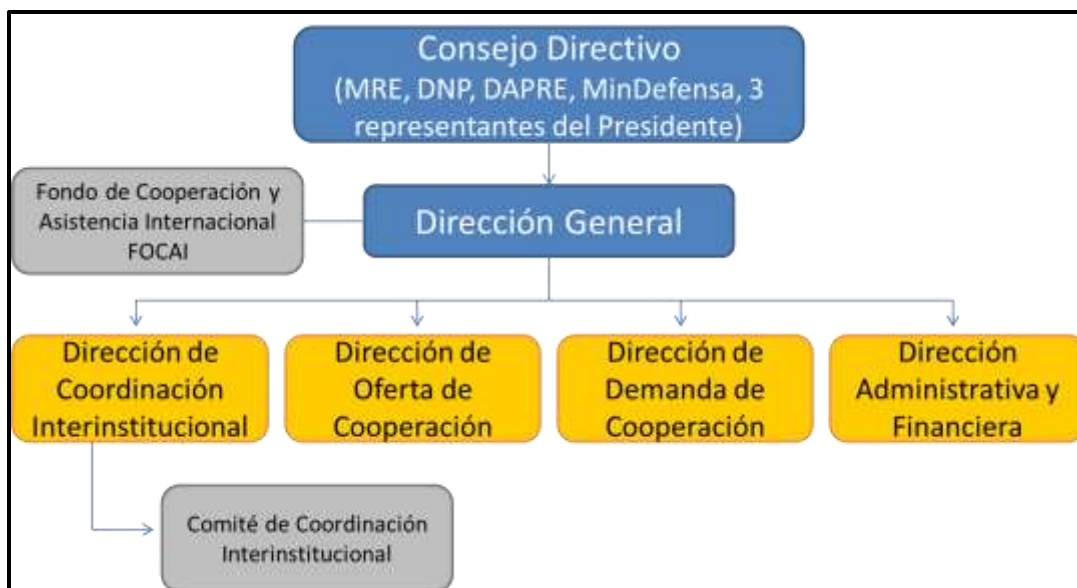 Consejo Directivo
(MRE, DNP, DAPRE, MinDefensa, 3
representantes del Presidente)
Fondo de Cooperación y
Asistencia Internacional
FOCAI
Dirección General
Dirección de
Coordinación
Interinstitucional
Dirección de
Oferta de
Cooperación
Dirección de
Demanda de
Cooperación
Dirección
Administrativa y
Financiera
Comité de Coordinación
Interinstitucional